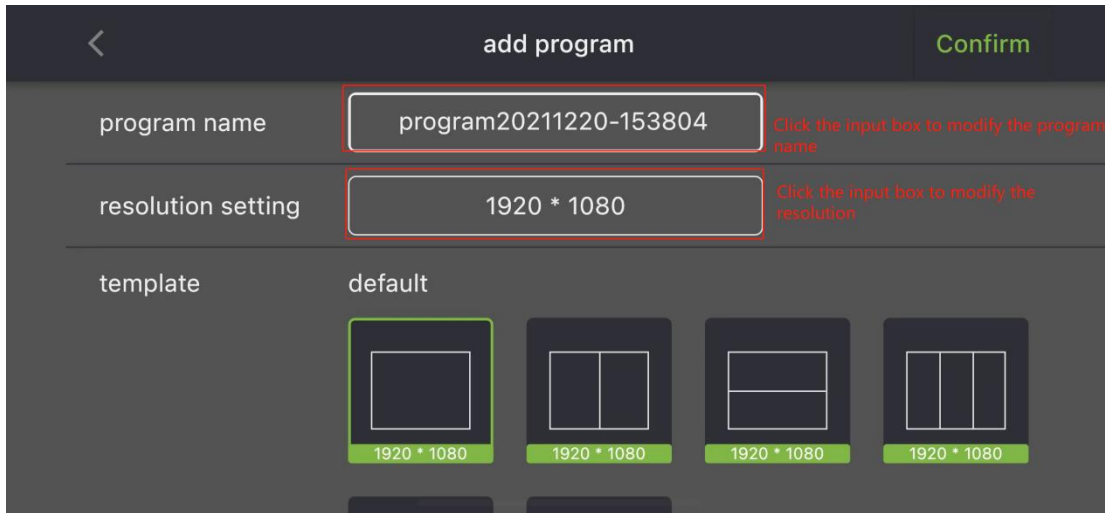 add program
Confirm
program name
program20211220-153804
Click the input box to modify the program
name
resolution setting
1920 * 1080
Click the input box to modify the
resolution
template
default
1920 * 1080
1920 * 1080
1920 * 1080
1920 * 1080